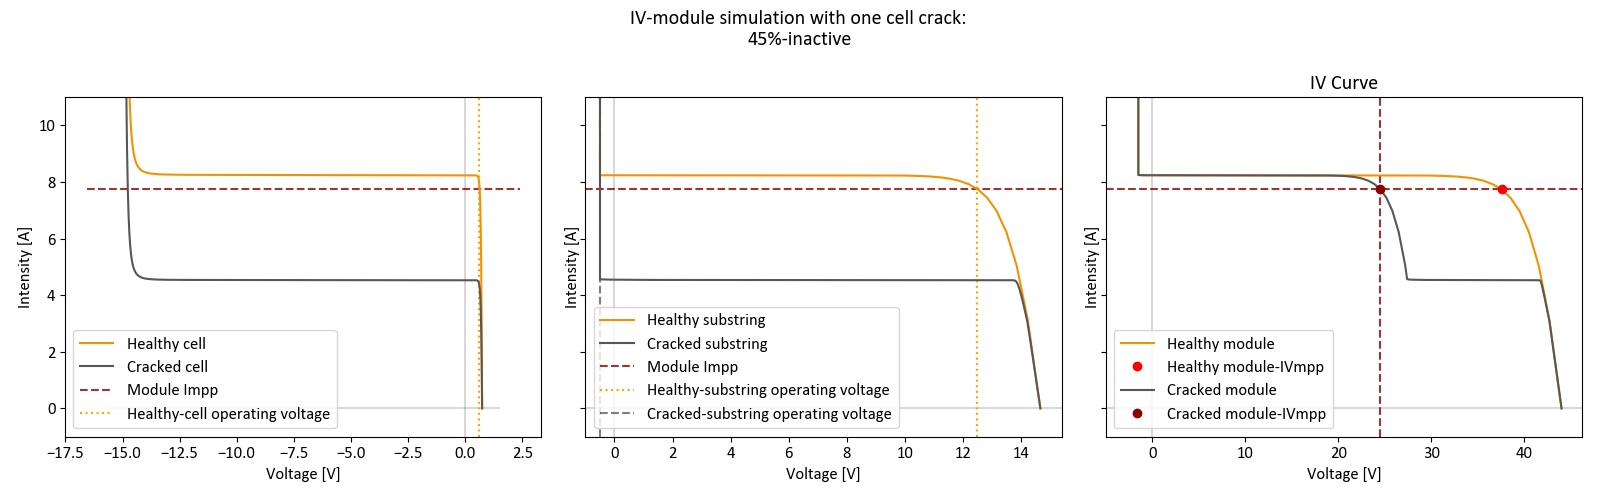 IV-module simulation with one cell crack:
45%-inactive
Intensity [A]
10
8
6
4
2
0
Healthy cell
Cracked cell
Module Impp
Healthy-cell operating voltage
−17.5 −15.0 −12.5 −10.0 −7.5 −5.0 −2.5 0.0 2.5
Voltage [V]
Intensity [A]
Healthy substring
Cracked substring
Module Impp
Healthy-substring operating voltage
Cracked-substring operating voltage
0 2 4 6 8 10 12 14
Voltage [V]
IV Curve
Intensity [A]
Healthy module
Healthy module-IVmpp
Cracked module
Cracked module-IVmpp
0 10 20 30 40
Voltage [V]